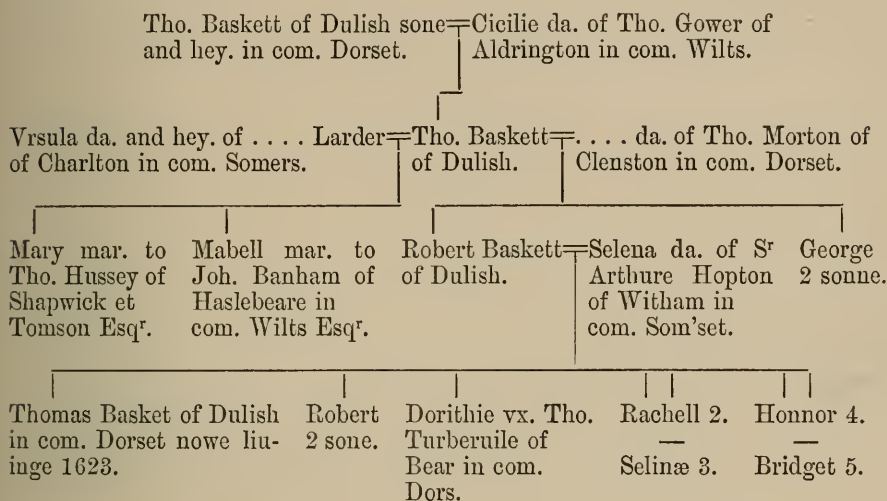 Tho. Baskett of Dulish sone
and hey. in com. Dorset.
Cicilie da. of Tho. Gower of
Aldrington in com. Wilts.
Vrsula da. and hey. of . . . . Larder
of Charlton in com. Somers.
Tho. Baskett
of Dulish.
. . . . da. of Tho. Morton of
Clenston in com. Dorset.
Mary mar. to
Tho. Hussey of
Shapwick et
Tomson Esqʳ.
Mabell mar. to
Joh. Banham of
Haslebeare in
com. Wilts Esqʳ.
Robert Baskett
of Dulish.
Selena da. of Sʳ
Arthure Hopton
of Witham in
com. Som'set.
George
2 sonne.
Thomas Basket of Dulish
in com. Dorset nowe liu-
inge 1623.
Robert
2 sone.
Dorithie vx. Tho.
Turberuile of
Bear in com.
Dors.
Rachell 2.
—
Selinæ 3.
Honnor 4.
—
Bridget 5.